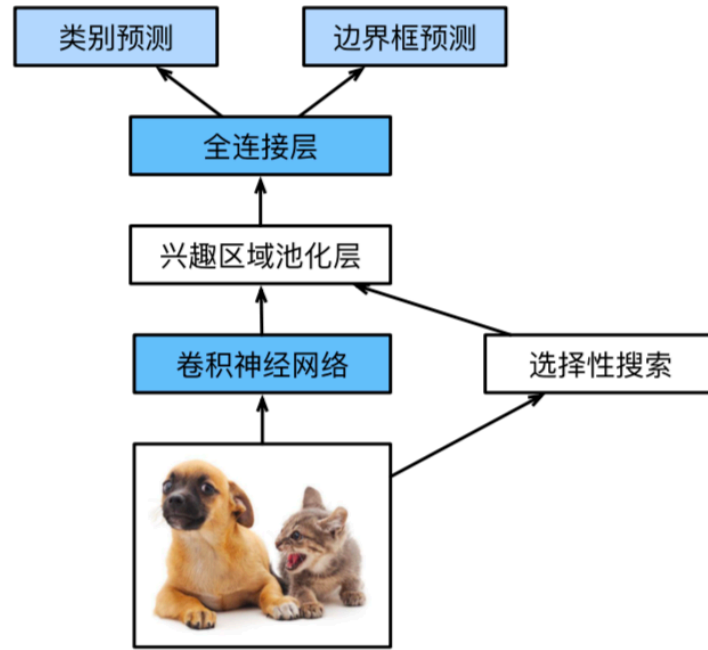 类别预测
边界框预测
全连接层
兴趣区域池化层
卷积神经网络
选择性搜索